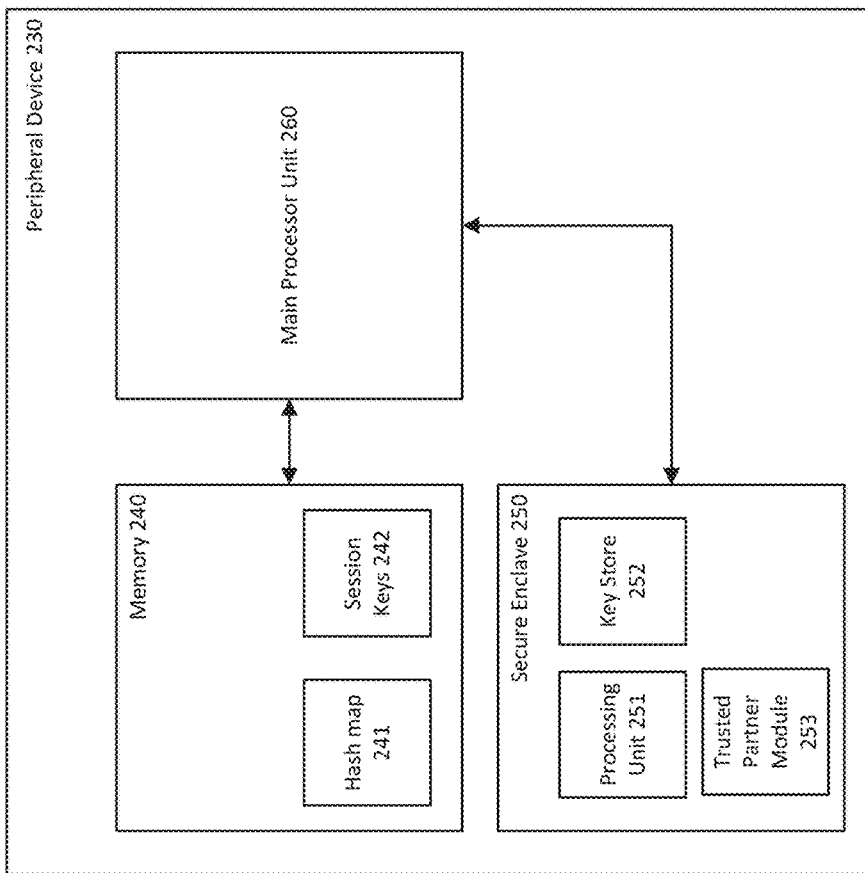 Peripheral Device 230
Memory 240
Hash map
241
Session
Keys 242
Main Processor Unit 260
Secure Enclave 250
Processing
Unit 251
Key Store
252
Trusted
Partner
Module
253